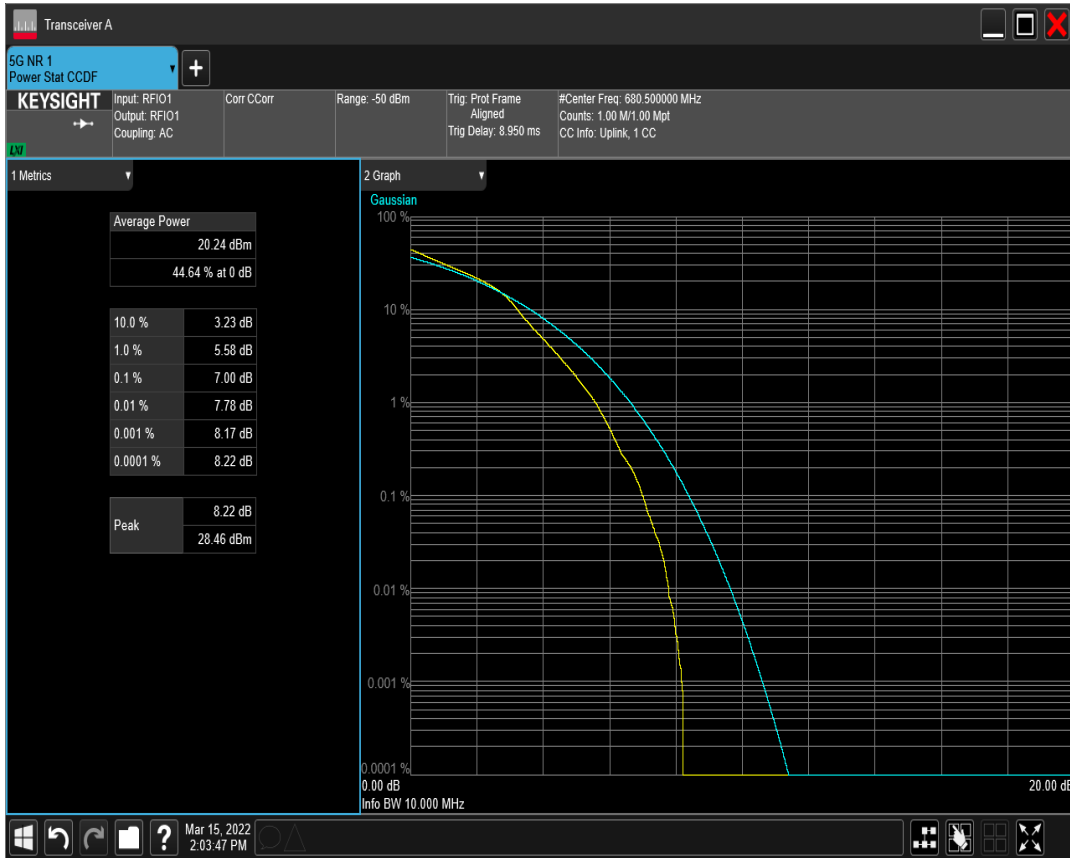 Transceiver A
5G NR 1
Power Stat CCDF
KEYSIGHT
LXI
Input: RFIO1
Output: RFIO1
Coupling: AC
Corr CCorr
Range: -50 dBm
Trig: Prot Frame
Aligned
Trig Delay: 8.950 ms
#Center Freq: 680.500000 MHz
Counts: 1.00 M/1.00 Mpt
CC Info: Uplink, 1 CC
1 Metrics
Average Power
20.24 dBm
44.64 % at 0 dB
10.0 % 3.23 dB
1.0 % 5.58 dB
0.1 % 7.00 dB
0.01 % 7.78 dB
0.001 % 8.17 dB
0.0001 % 8.22 dB
Peak
8.22 dB
28.46 dBm
2 Graph
Gaussian
100 %
10 %
1 %
0.1 %
0.01 %
0.001 %
0.0001 %
0.00 dB 20.00 dB
Info BW 10.000 MHz
?
Mar 15, 2022
2:03:47 PM